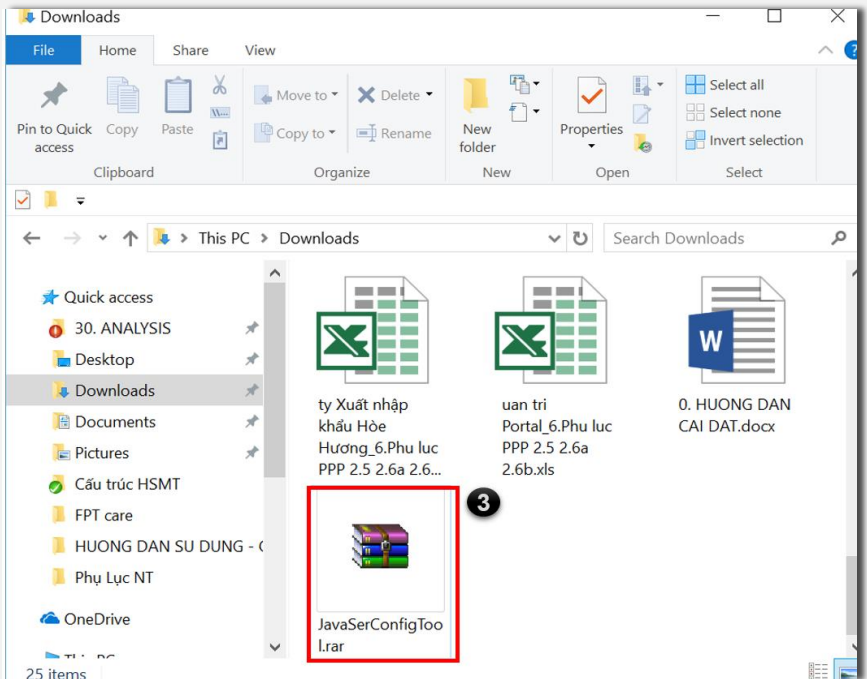 Downloads
File Home Share View
Pin to Quick access
Copy
Paste
Move to
Copy to
Delete
Rename
New folder
Properties
Select all
Select none
Invert selection
Clipboard Organize New Open Select
This PC > Downloads
Search Downloads
Quick access
30. ANALYSIS
Desktop
Downloads
Documents
Pictures
Cấu trúc HSMT
FPT care
HUONG DAN SU DUNG - 
Phụ Lục NT
OneDrive
This PC
25 items
ty Xuất nhập
khẩu Hòe
Hương_6.Phu luc
PPP 2.5 2.6a 2.6...
uan tri
Portal_6.Phu luc
PPP 2.5 2.6a
2.6b.xls
0. HUONG DAN
CAI DAT.docx
3
JavaSerConfigToo
l.rar